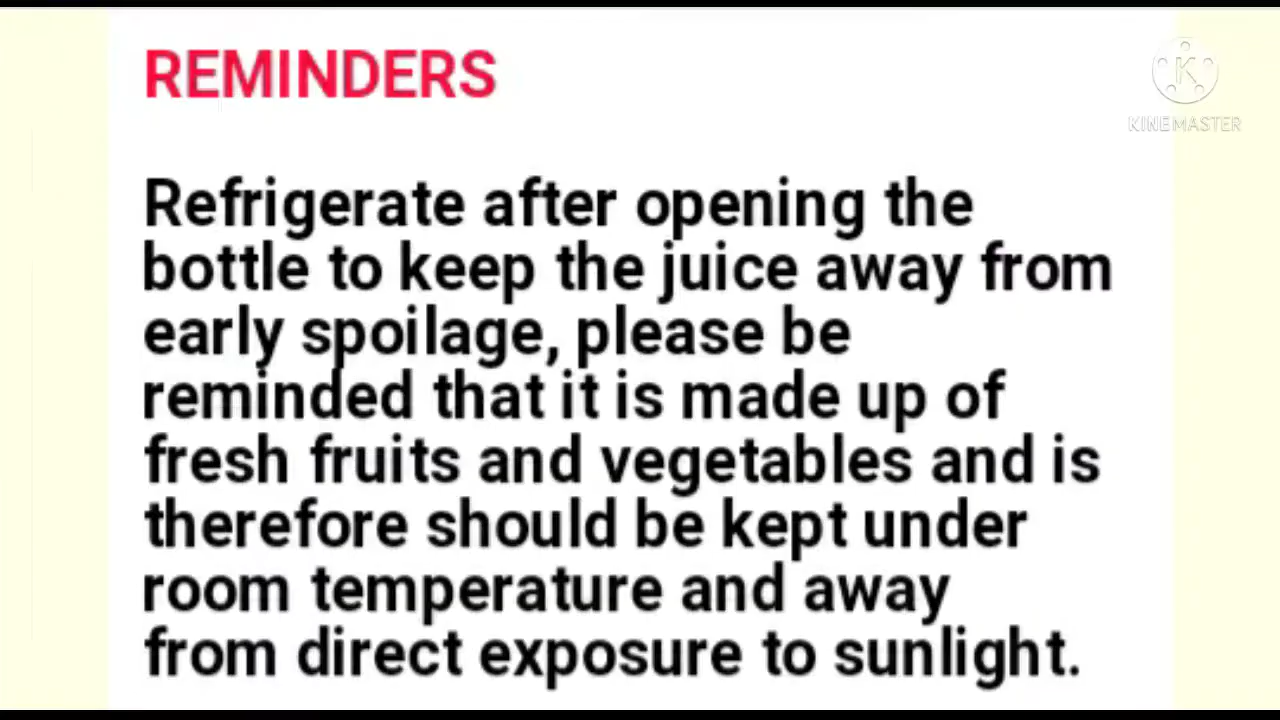 REMINDERS
K
KINEMASTER
Refrigerate after opening the
bottle to keep the juice away from
early spoilage, please be
reminded that it is made up of
fresh fruits and vegetables and is
therefore should be kept under
room temperature and away
from direct exposure to sunlight.